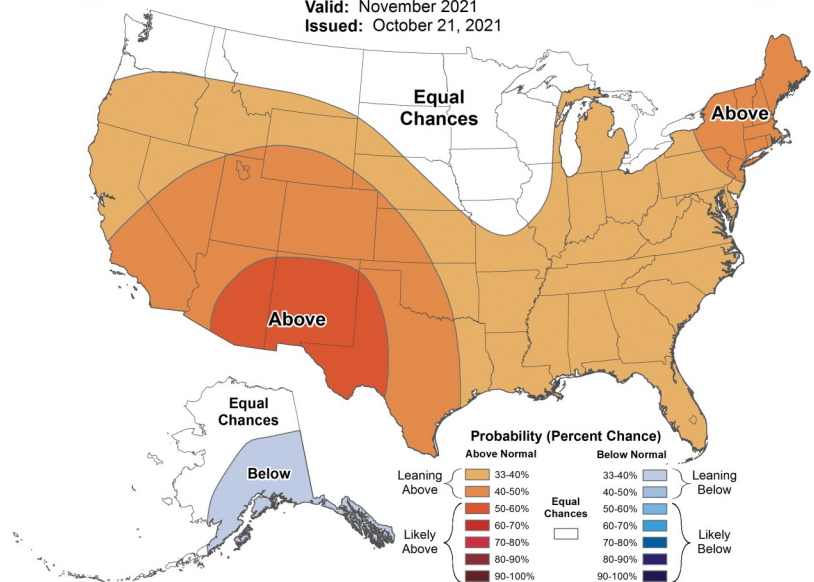 Valid: November 2021
Issued: October 21, 2021
Equal
Chances
Above
Above
Equal
Chances
Below
Probability (Percent Chance)
Above Normal
Below Normal
Leaning
Above
33-40%
40-50%
Likely
Above
50-60%
60-70%
70-80%
80-90%
90-100%
Equal
Chances
33-40%
40-50%
Leaning
Below
50-60%
60-70%
70-80%
80-90%
90-100%
Likely
Below